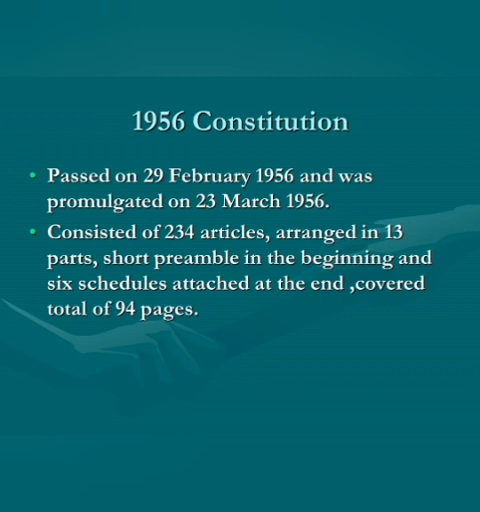 1956 Constitution
• Passed on 29 February 1956 and was
promulgated on 23 March 1956.
• Consisted of 234 articles, arranged in 13
parts, short preamble in the beginning and
six schedules attached at the end ,covered
total of 94 pages.